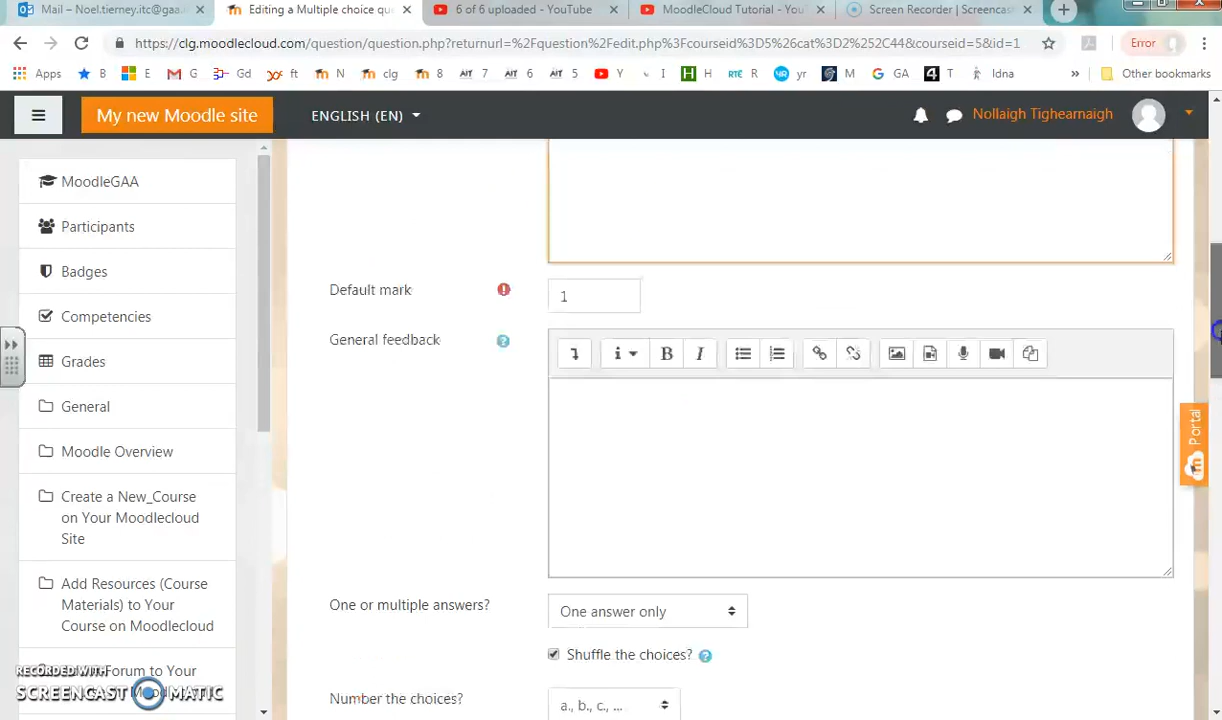 Mail – Noel.tierney.itc@gaa.
Editing a Multiple choice que
6 of 6 uploaded - YouTube
MoodleCloud Tutorial - You
Screen Recorder | Screencast
https://clg.moodlecloud.com/question/question.php?returnurl=%2Fquestion%2Fedit.php%3Fcourseid%3D5%26cat%3D2%252C44&courseid=5&id=1
Error
Apps B E G Gd ft N clg 8 AIT 7 AIT 6 AIT 5 Y I H H RTÉ R yr M G GA 4 T Idna » Other bookmarks
My new Moodle site
ENGLISH (EN)
Nollaigh Tighearnaigh
MoodleGAA
Participants
Badges
Competencies
Grades
General
Moodle Overview
Create a New_Course
on Your Moodlecloud
Site
Add Resources (Course
Materials) to Your
Course on Moodlecloud
Forum to Your
RECORDED WITH
SCREENCAST MATIC
Default mark
1
General feedback
B I
One or multiple answers?
One answer only
Shuffle the choices?
Number the choices?
a., b., c., ...
Portal